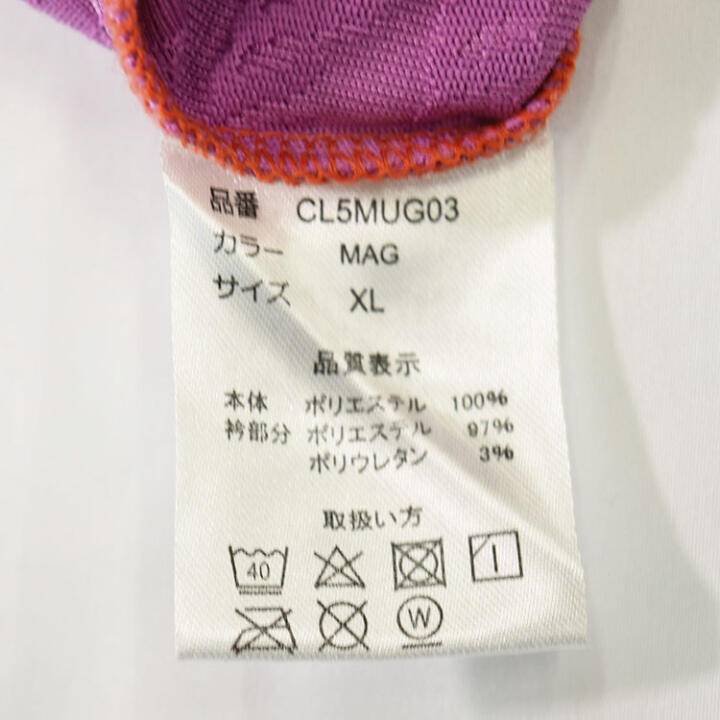 品番 CL5MUG03
カラー MAG
サイズ XL
品質表示
本体 ポリエステル 100%
衿部分 ポリエステル 97%
ポリウレタン 3%
取扱い方
40
W